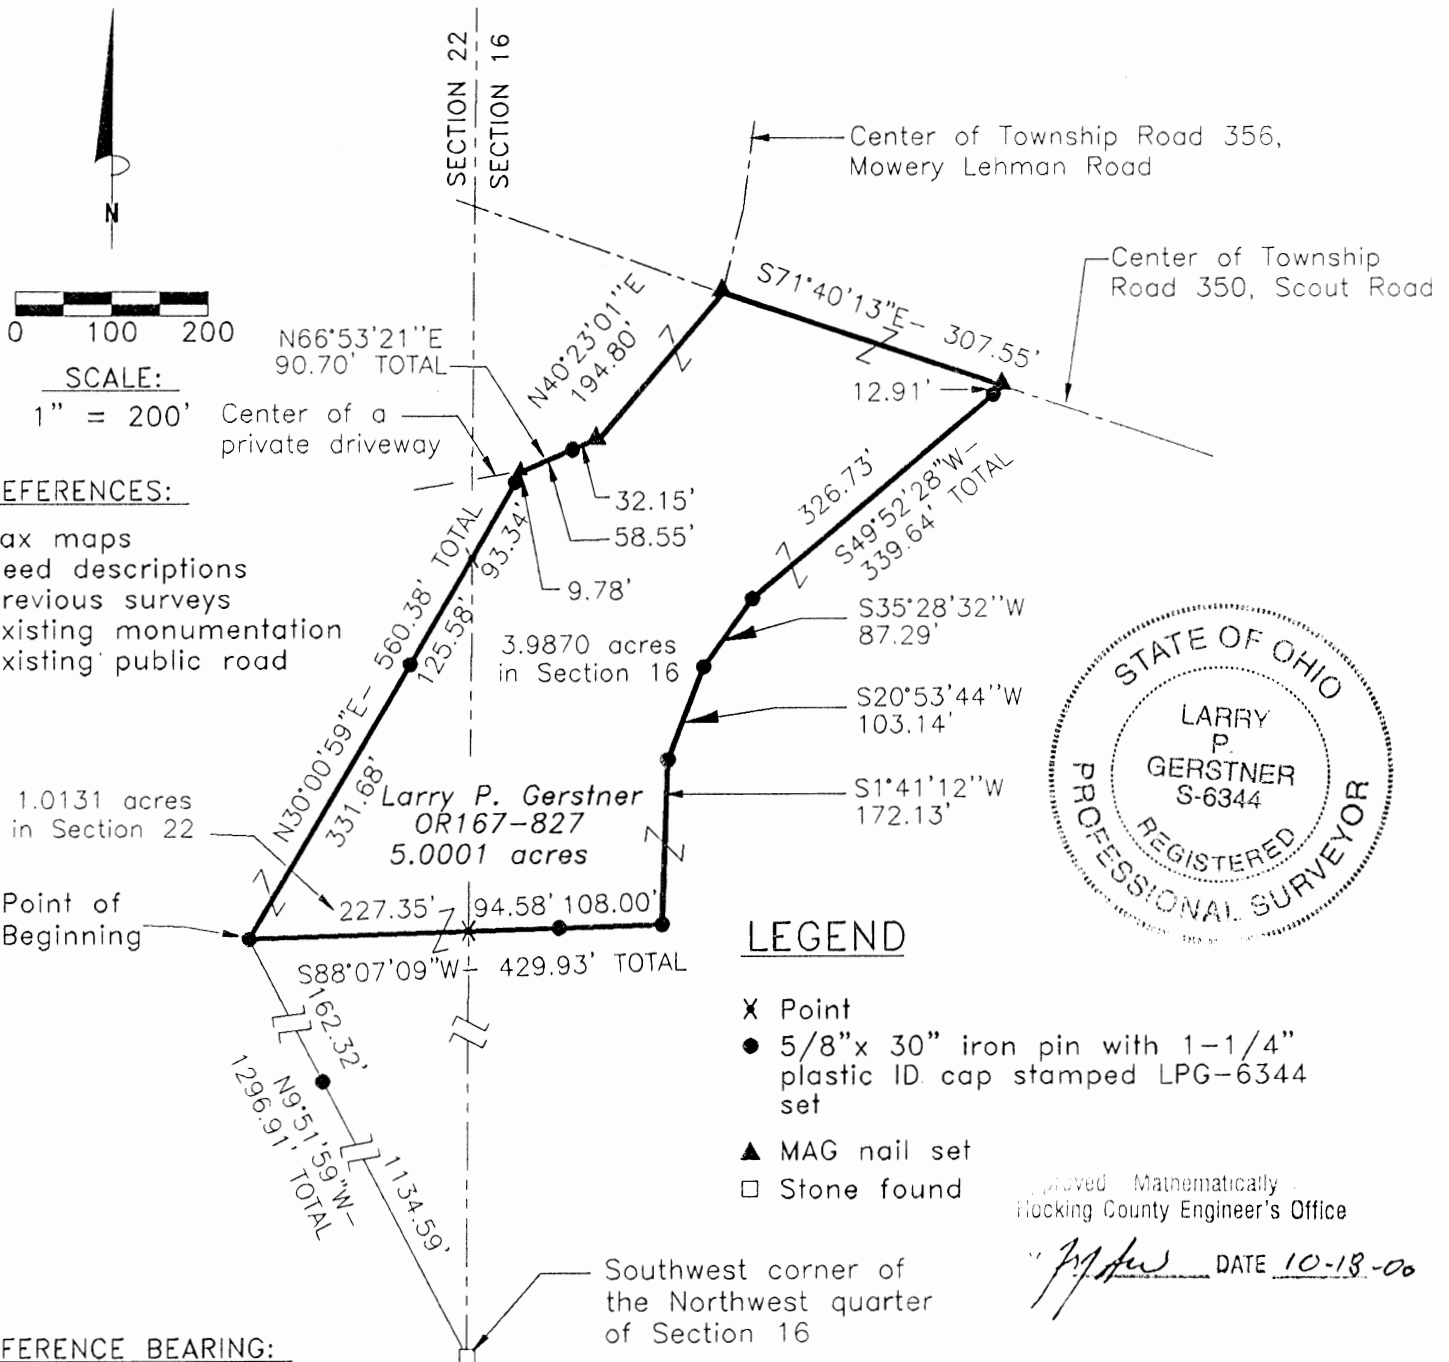 SECTION 22
SECTION 16
N
0 100 200
SCALE:
1" = 200'
Center of Township Road 356,
Mowery Lehman Road
Center of Township
Road 350, Scout Road
S71°40'13"E- 307.55'
N40°23'01"E
194.80'
N66°53'21"E
90.70' TOTAL
Center of a
private driveway
12.91'
32.15'
58.55'
9.78'
93.34'
326.73'
S49°52'28"W-
339.64' TOTAL
EFERENCES:
ax maps
eed descriptions
revious surveys
xisting monumentation
xisting public road
N30°00'59"E- 560.38' TOTAL
125.58'
331.68'
3.9870 acres
in Section 16
S35°28'32"W
87.29'
S20°53'44"W
103.14'
S1°41'12"W
172.13'
1.0131 acres
in Section 22
Larry P. Gerstner
OR167-827
5.0001 acres
Point of
Beginning
227.35' 94.58' 108.00'
S88°07'09"W- 429.93' TOTAL
162.32'
N9°51'59"W-
1296.91' TOTAL
1134.59'
STATE OF OHIO
LARRY
P.
GERSTNER
S-6344
REGISTERED
PROFESSIONAL SURVEYOR
LEGEND
Point
5/8"x 30" iron pin with 1-1/4"
plastic ID cap stamped LPG-6344
set
MAG nail set
Stone found
Mathematically
Hocking County Engineer's Office
DATE 10-18-00
Southwest corner of
the Northwest quarter
of Section 16
FERENCE BEARING: